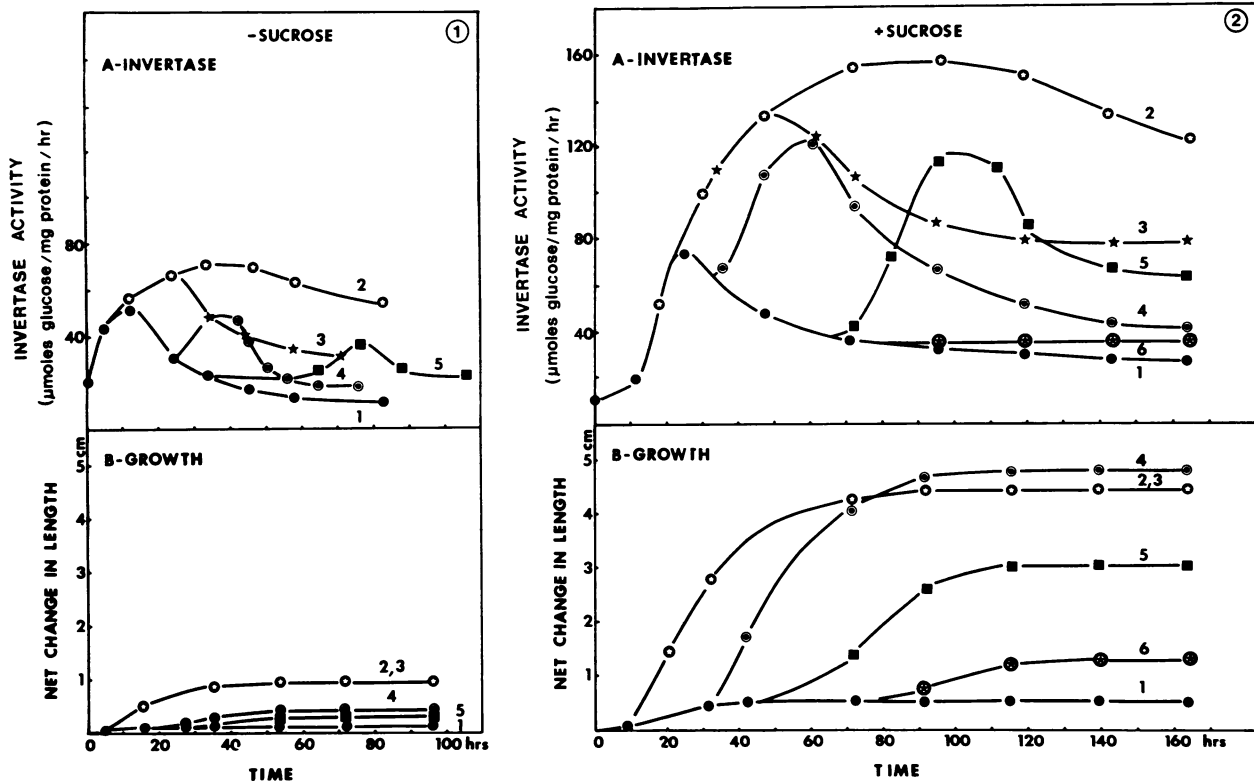 –SUCROSE
1
A-INVERTASE
INVERTASE ACTIVITY
(µmoles glucose/mg protein/hr)
80
40
2
3
4
5
1
B-GROWTH
NET CHANGE IN LENGTH
cm
5
4
3
2
1
2,3
4
5
1
0 20 40 60 80 100 hrs
TIME
+SUCROSE
2
A-INVERTASE
INVERTASE ACTIVITY
(µmoles glucose/mg protein/hr)
160
120
80
40
2
3
5
4
6
1
B-GROWTH
NET CHANGE IN LENGTH
cm
5
4
3
2
1
4
2,3
5
6
1
0 20 40 60 80 100 120 140 160 hrs
TIME